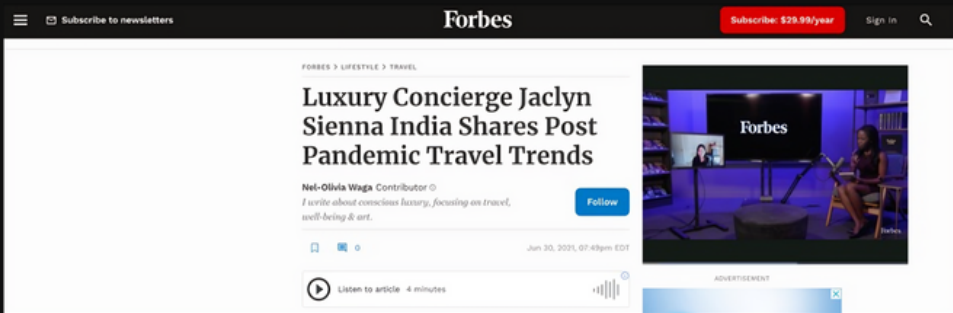 Subscribe to newsletters
Forbes
Subscribe: $29.99/year
Sign In
FORBES > LIFESTYLE > TRAVEL
Luxury Concierge Jaclyn
Sienna India Shares Post
Pandemic Travel Trends
Nel-Olivia Waga Contributor
I write about conscious luxury, focusing on travel,
well-being & art.
Follow
0
Jun 30, 2021, 07:49pm EDT
Listen to article 4 minutes
Forbes
Forbes
ADVERTISEMENT